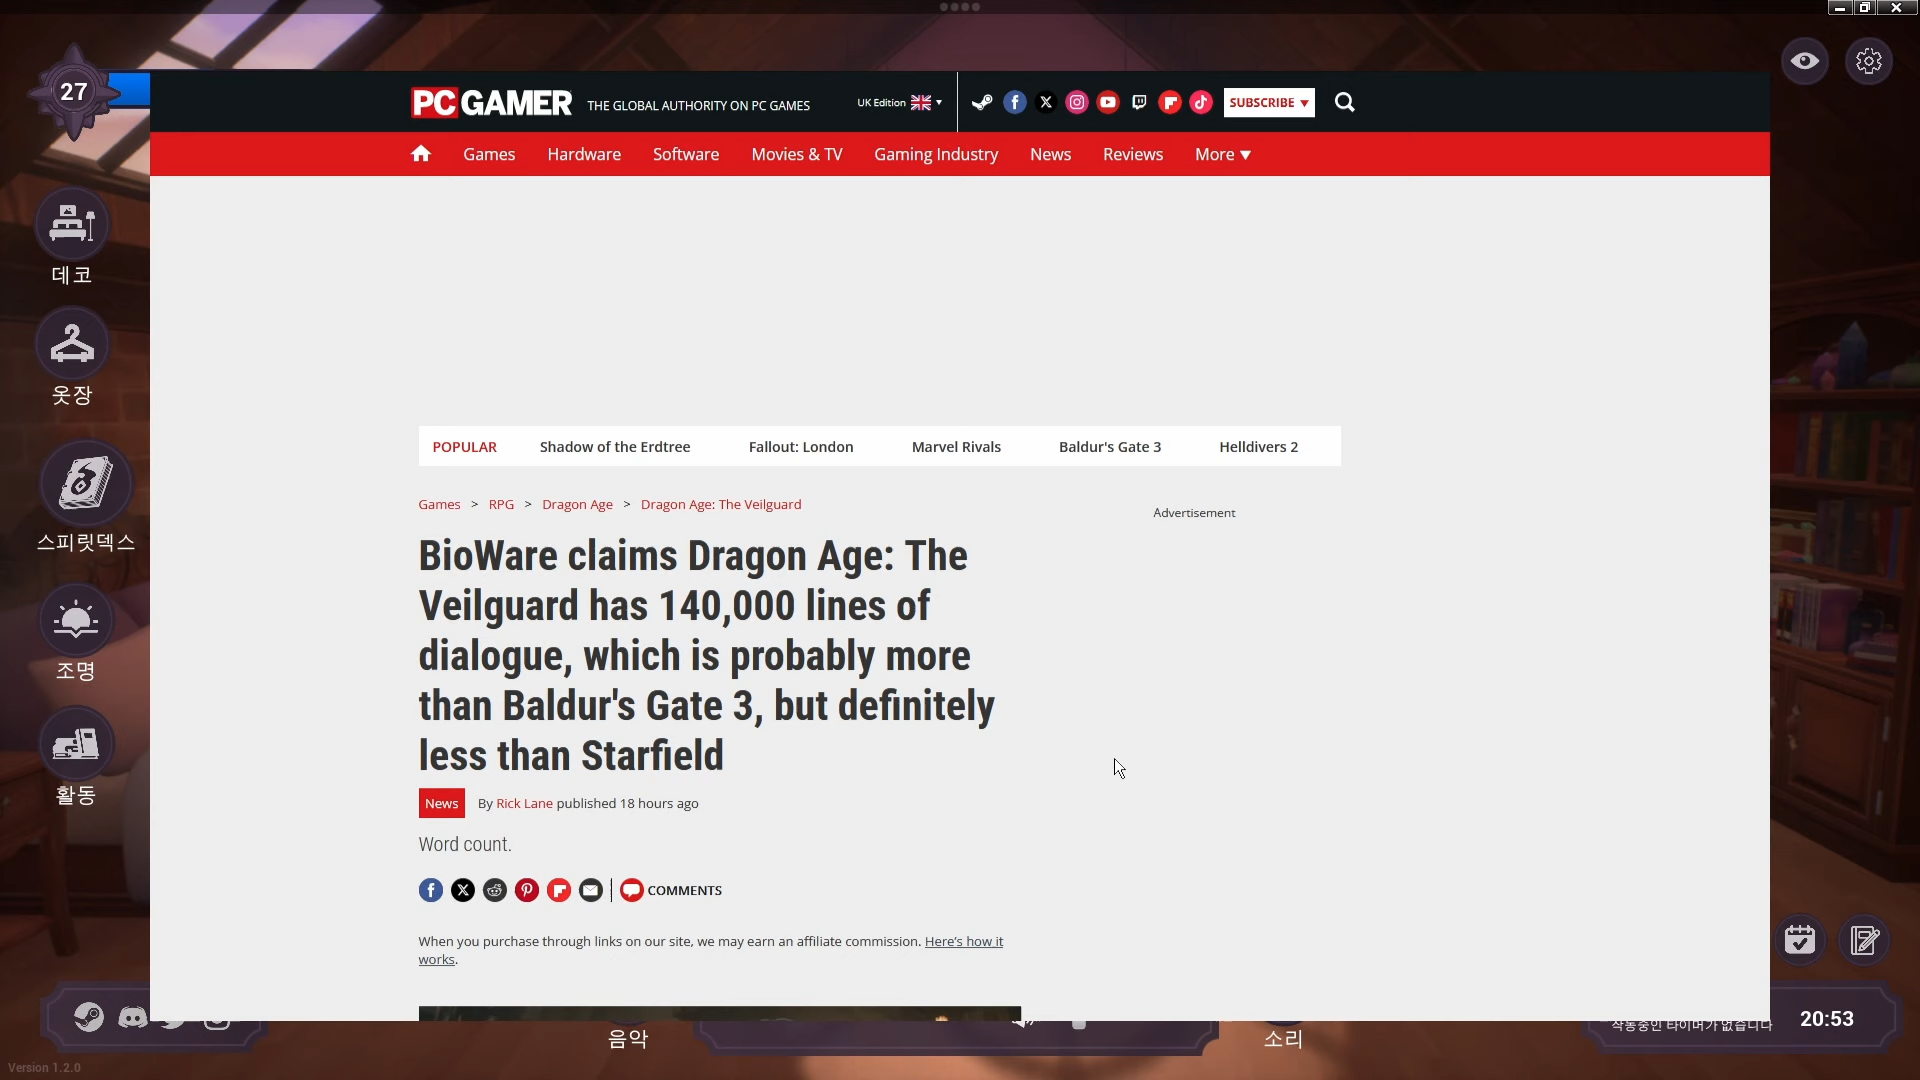 27
PC GAMER THE GLOBAL AUTHORITY ON PC GAMES UK Edition SUBSCRIBE
Games Hardware Software Movies & TV Gaming Industry News Reviews More
데코
옷장
스피릿덱스
조명
활동
POPULAR Shadow of the Erdtree Fallout: London Marvel Rivals Baldur's Gate 3 Helldivers 2
Games > RPG > Dragon Age > Dragon Age: The Veilguard
Advertisement
BioWare claims Dragon Age: The
Veilguard has 140,000 lines of
dialogue, which is probably more
than Baldur's Gate 3, but definitely
less than Starfield
News By Rick Lane published 18 hours ago
Word count.
COMMENTS
When you purchase through links on our site, we may earn an affiliate commission. Here's how it
works.
음악
소리
작동중인 타이머가 없습니다 20:53
Version 1.2.0